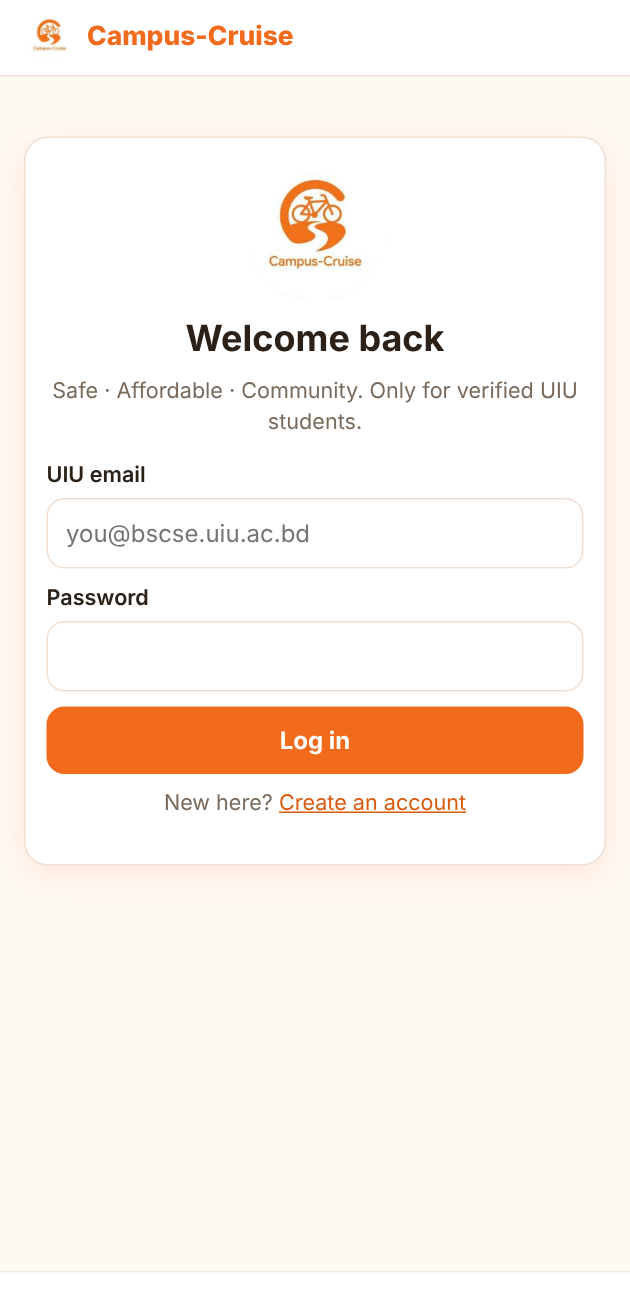 Campus-Cruise
Campus-Cruise
Welcome back
Safe · Affordable · Community. Only for verified UIU
students.
UIU email
you@bscse.uiu.ac.bd
Password
Log in
New here? Create an account